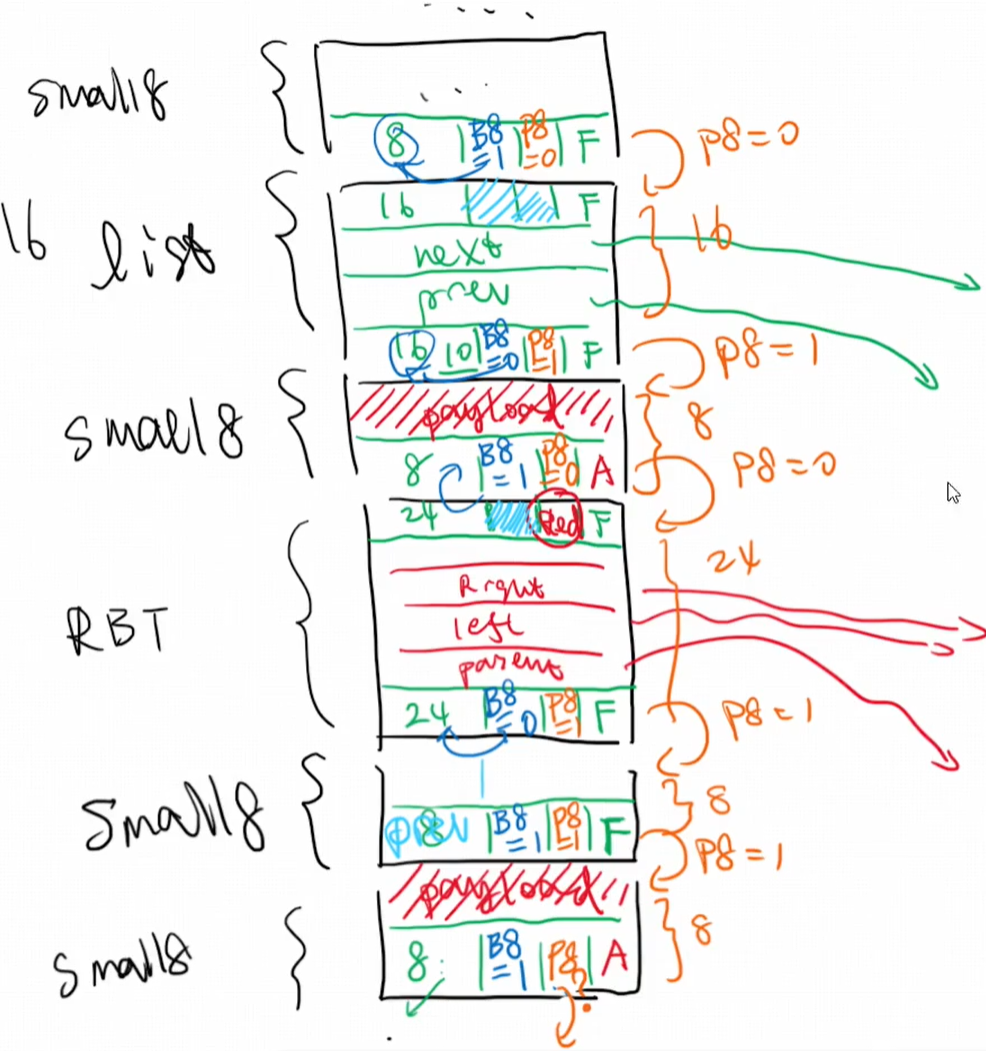 small8
8 B8=1 P8=0 F
P8=0
16 F
16
list
next
16
prev
16 10 B8=0 P8=1 F
P8=1
payload
8
small8
8 B8=1 P8=0 A
P8=0
24 Red F
24
Right
RBT
left
parent
24 B8=0 P8=1 F
P8=1
8
small8
8 B8=1 P8=1 F
P8=1
payload
8
small8
8 B8=1 P8 A
?